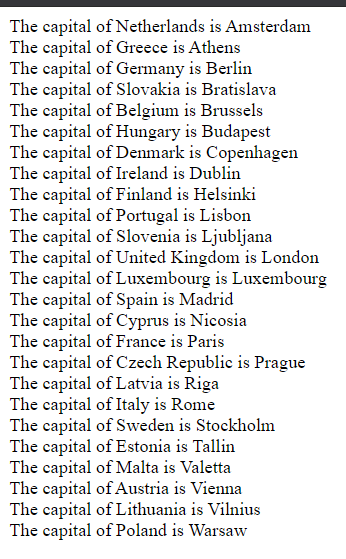 The capital of Netherlands is Amsterdam
The capital of Greece is Athens
The capital of Germany is Berlin
The capital of Slovakia is Bratislava
The capital of Belgium is Brussels
The capital of Hungary is Budapest
The capital of Denmark is Copenhagen
The capital of Ireland is Dublin
The capital of Finland is Helsinki
The capital of Portugal is Lisbon
The capital of Slovenia is Ljubljana
The capital of United Kingdom is London
The capital of Luxembourg is Luxembourg
The capital of Spain is Madrid
The capital of Cyprus is Nicosia
The capital of France is Paris
The capital of Czech Republic is Prague
The capital of Latvia is Riga
The capital of Italy is Rome
The capital of Sweden is Stockholm
The capital of Estonia is Tallin
The capital of Malta is Valetta
The capital of Austria is Vienna
The capital of Lithuania is Vilnius
The capital of Poland is Warsaw